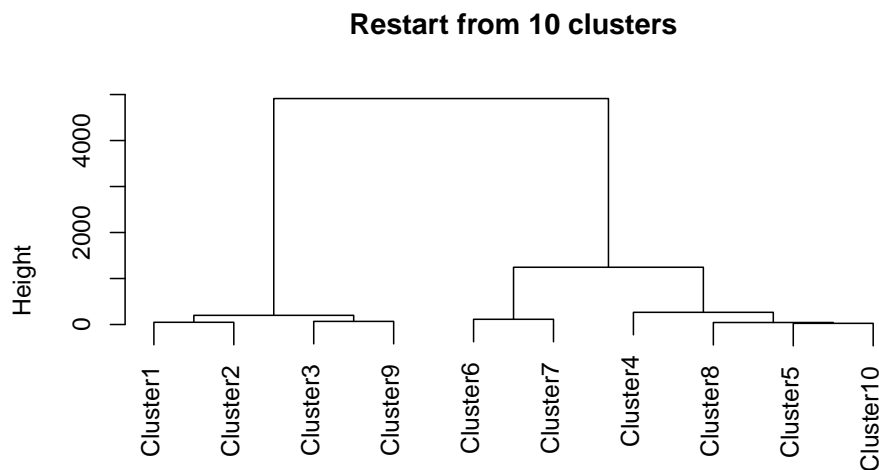 Restart from 10 clusters
Height
4000
2000
0
Cluster1
Cluster2
Cluster3
Cluster9
Cluster6
Cluster7
Cluster4
Cluster8
Cluster5
Cluster10